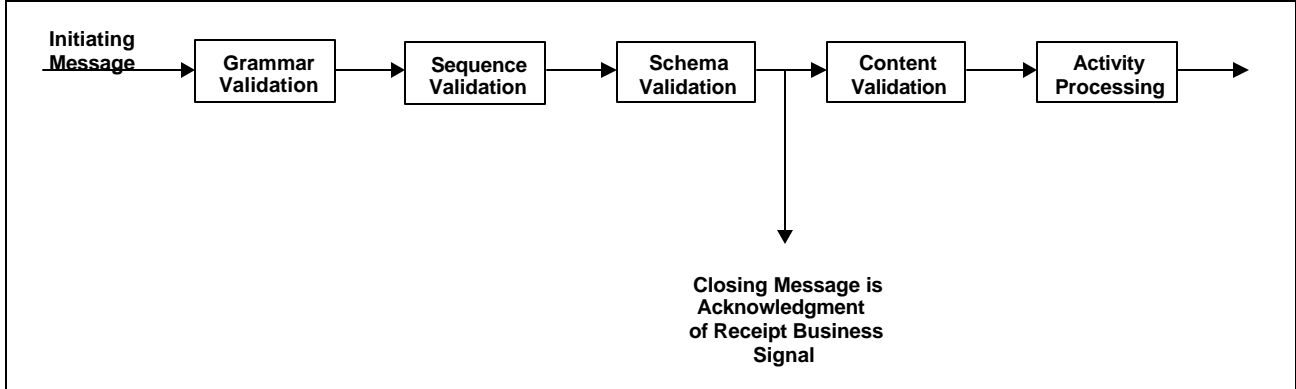 Initiating
Message
Grammar
Validation
Sequence
Validation
Schema
Validation
Content
Validation
Activity
Processing
Closing Message is
Acknowledgment
of Receipt Business
Signal